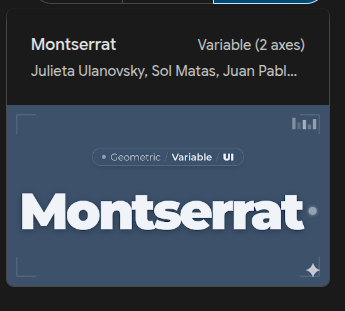 Montserrat Variable (2 axes)
Julieta Ulanovsky, Sol Matas, Juan Pabl...
Geometric / Variable / UI
Montserrat